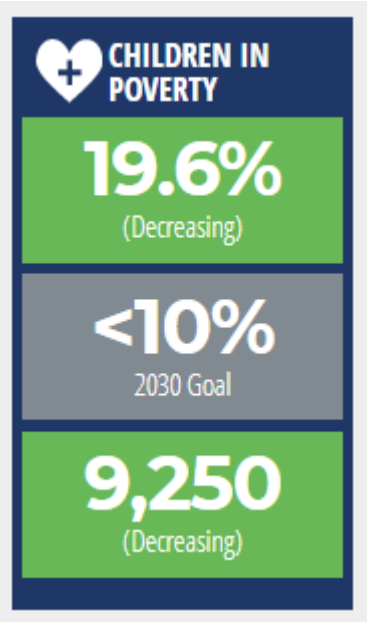 CHILDREN IN
POVERTY
19.6%
(Decreasing)
<10%
2030 Goal
9,250
(Decreasing)